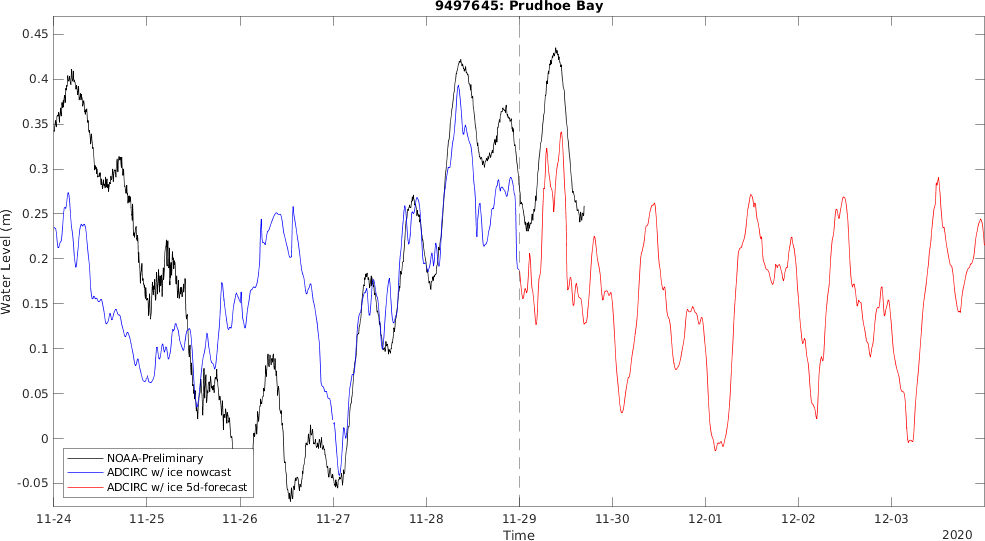 9497645: Prudhoe Bay
0.45
0.4
0.35
0.3
0.25
0.2
0.15
0.1
0.05
0
-0.05
Water Level (m)
NOAA-Preliminary
ADCIRC w/ ice nowcast
ADCIRC w/ ice 5d-forecast
11-24 11-25 11-26 11-27 11-28 11-29 11-30 12-01 12-02 12-03
Time
2020